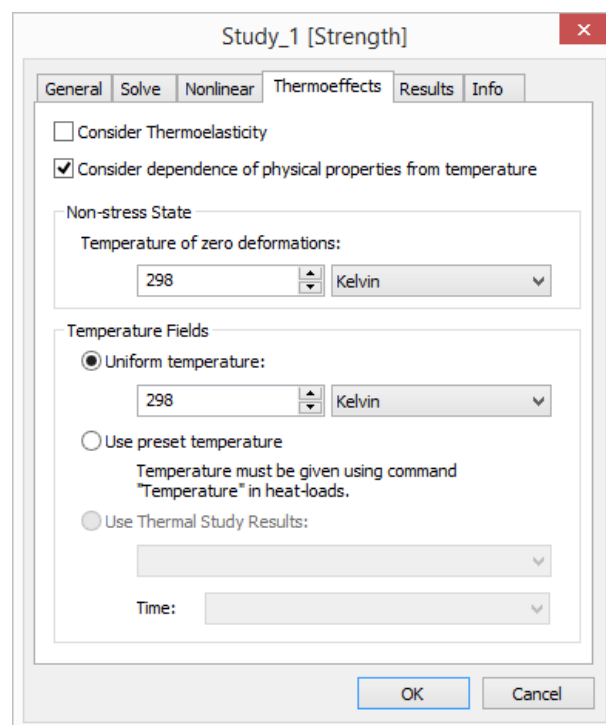 Study_1 [Strength]
General Solve Nonlinear Thermoeffects Results Info
Consider Thermoelasticity
Consider dependence of physical properties from temperature
Non-stress State
Temperature of zero deformations:
298 Kelvin
Temperature Fields
Uniform temperature:
298 Kelvin
Use preset temperature
Temperature must be given using command
"Temperature" in heat-loads.
Use Thermal Study Results:
Time:
OK Cancel